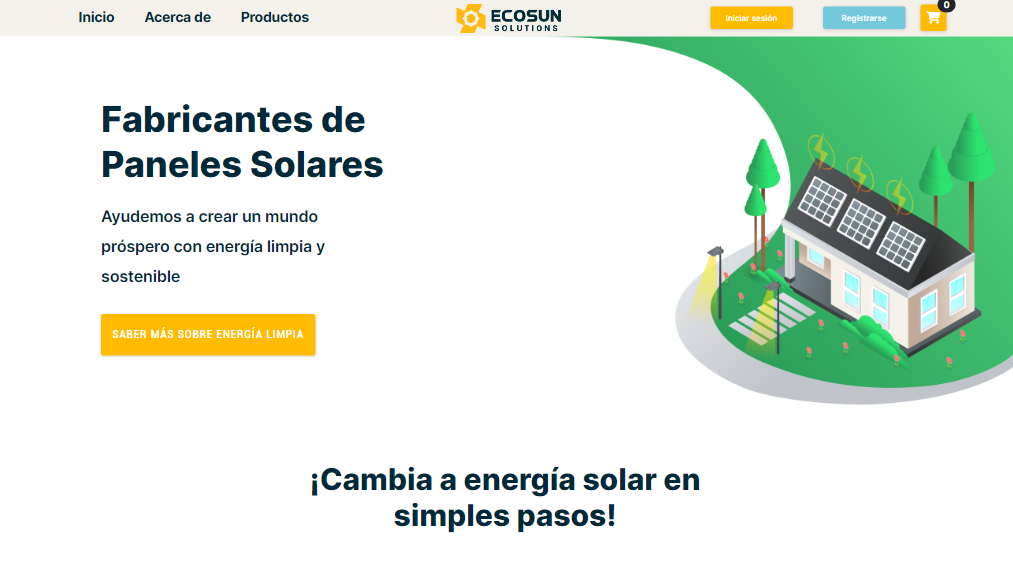 Inicio Acerca de Productos ECOSUN SOLUTIONS Iniciar sesión Registrarse 0
Fabricantes de
Paneles Solares
Ayudemos a crear un mundo
próspero con energía limpia y
sostenible
SABER MÁS SOBRE ENERGÍA LIMPIA
¡Cambia a energía solar en
simples pasos!